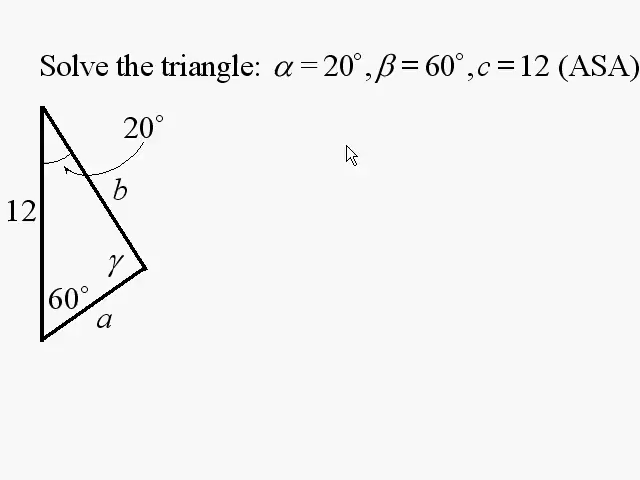 Solve the triangle: α = 20°, β = 60°, c = 12 (ASA)
20°
b
12
γ
60°
a